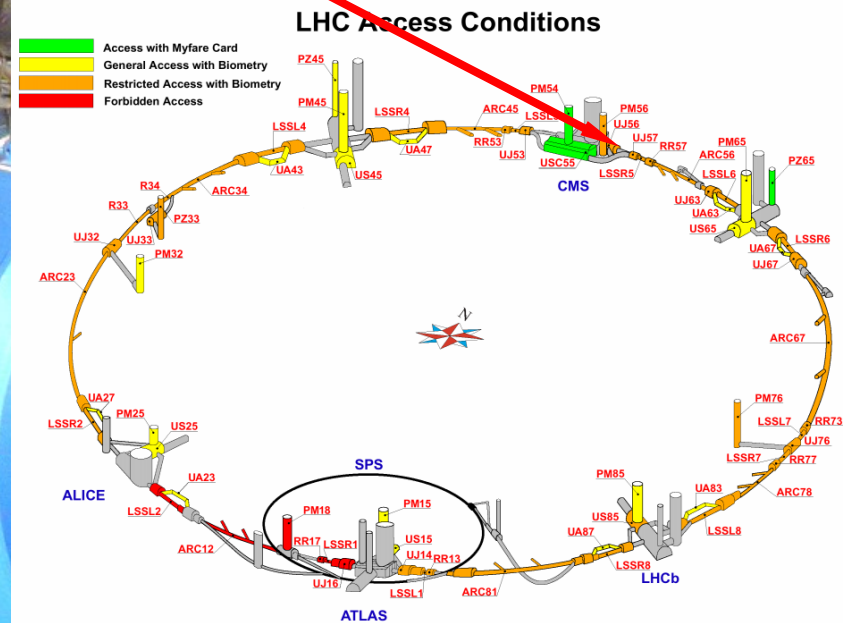 LHC Access Conditions
Access with Myfare Card
General Access with Biometry
Restricted Access with Biometry
Forbidden Access
PZ45
PM45
LSSL4
LSSR4
UA43
US45
UA47
ARC45
RR53
UJ53
PM54
PM56
UJ56
UJ57
RR57
USC55
LSSR5
CMS
ARC56
PM65
LSSL6
PZ65
UJ63
UA63
US65
LSSR6
UA67
UJ67
R34
ARC34
R33
PZ33
UJ33
UJ32
PM32
ARC23
N
ARC67
UA27
PM25
LSSR2
US25
ALICE
UA23
LSSL2
ARC12
SPS
PM18
PM15
RR17
LSSR1
US15
UJ14
RR13
UJ16
LSSL1
ATLAS
ARC81
PM76
LSSL7
RR73
UJ76
LSSR7
RR77
ARC78
PM85
UA83
US85
UA87
LSSL8
LSSR8
LHCb